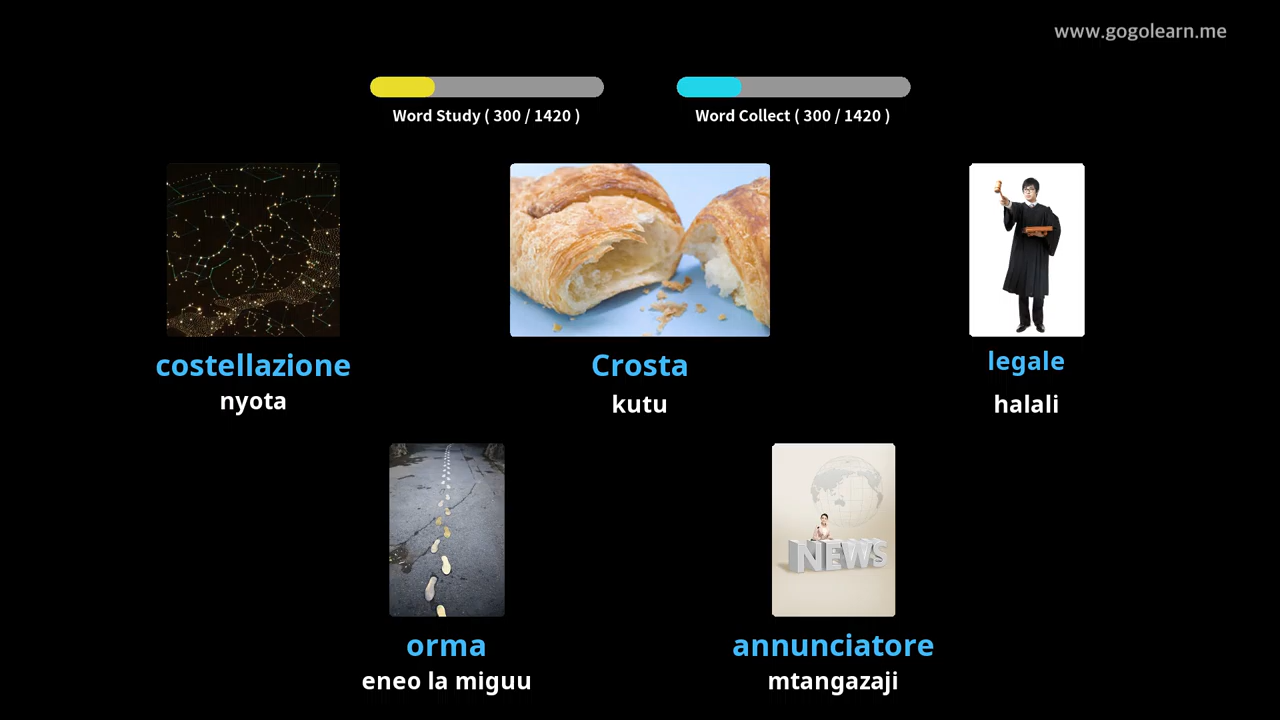 www.gogolearn.me
Word Study ( 300 / 1420 )
Word Collect ( 300 / 1420 )
costellazione
nyota
Crosta
kutu
legale
halali
NEWS
orma
eneo la miguu
annunciatore
mtangazaji